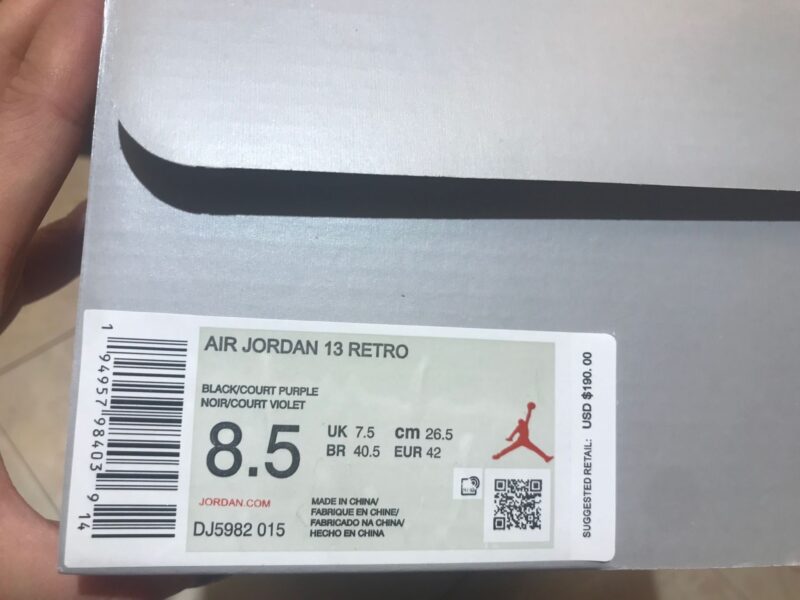 AIR JORDAN 13 RETRO
BLACK/COURT PURPLE
NOIR/COURT VIOLET
8.5
UK 7.5 cm 26.5
BR 40.5 EUR 42
JORDAN.COM
DJ5982 015
MADE IN CHINA/
FABRIQUE EN CHINE/
FABRICADO NA CHINA/
HECHO EN CHINA
1 94957 98403 9 14
SUGGESTED RETAIL: USD $190.00